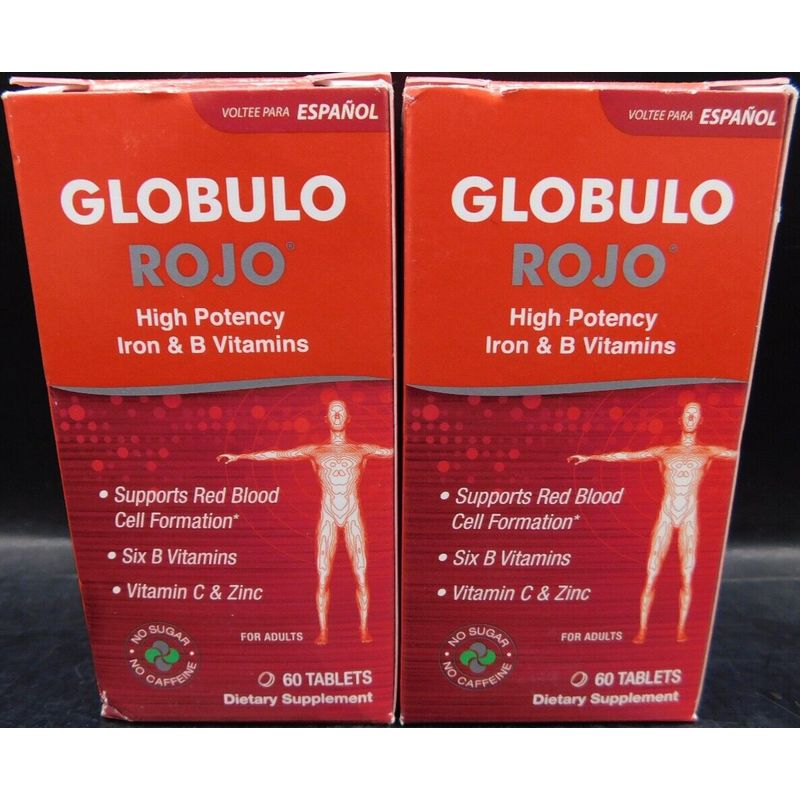 VOLTEE PARA ESPAÑOL
GLOBULO
ROJO®
High Potency
Iron & B Vitamins
• Supports Red Blood
Cell Formation*
• Six B Vitamins
• Vitamin C & Zinc
NO SUGAR
NO CAFFEINE
FOR ADULTS
60 TABLETS
Dietary Supplement
VOLTEE PARA ESPAÑOL
GLOBULO
ROJO®
High Potency
Iron & B Vitamins
• Supports Red Blood
Cell Formation*
• Six B Vitamins
• Vitamin C & Zinc
NO SUGAR
NO CAFFEINE
FOR ADULTS
60 TABLETS
Dietary Supplement